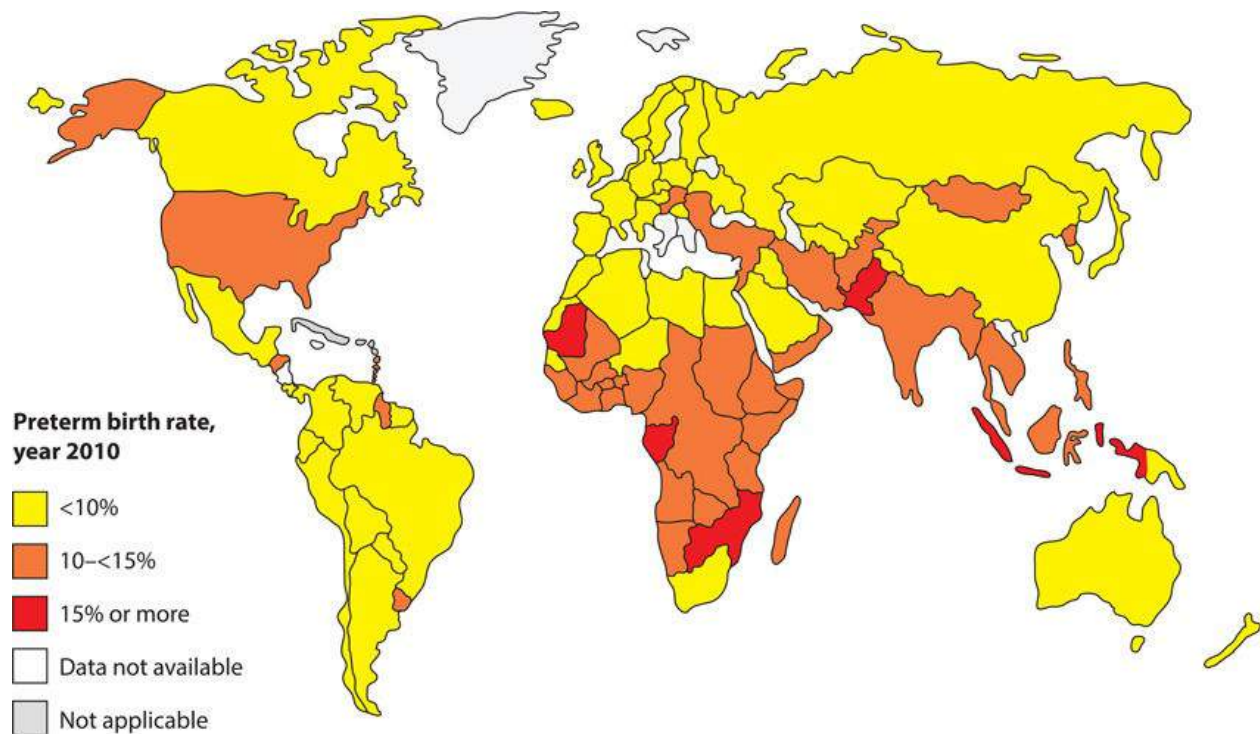 Preterm birth rate,
year 2010
<10%
10–<15%
15% or more
Data not available
Not applicable